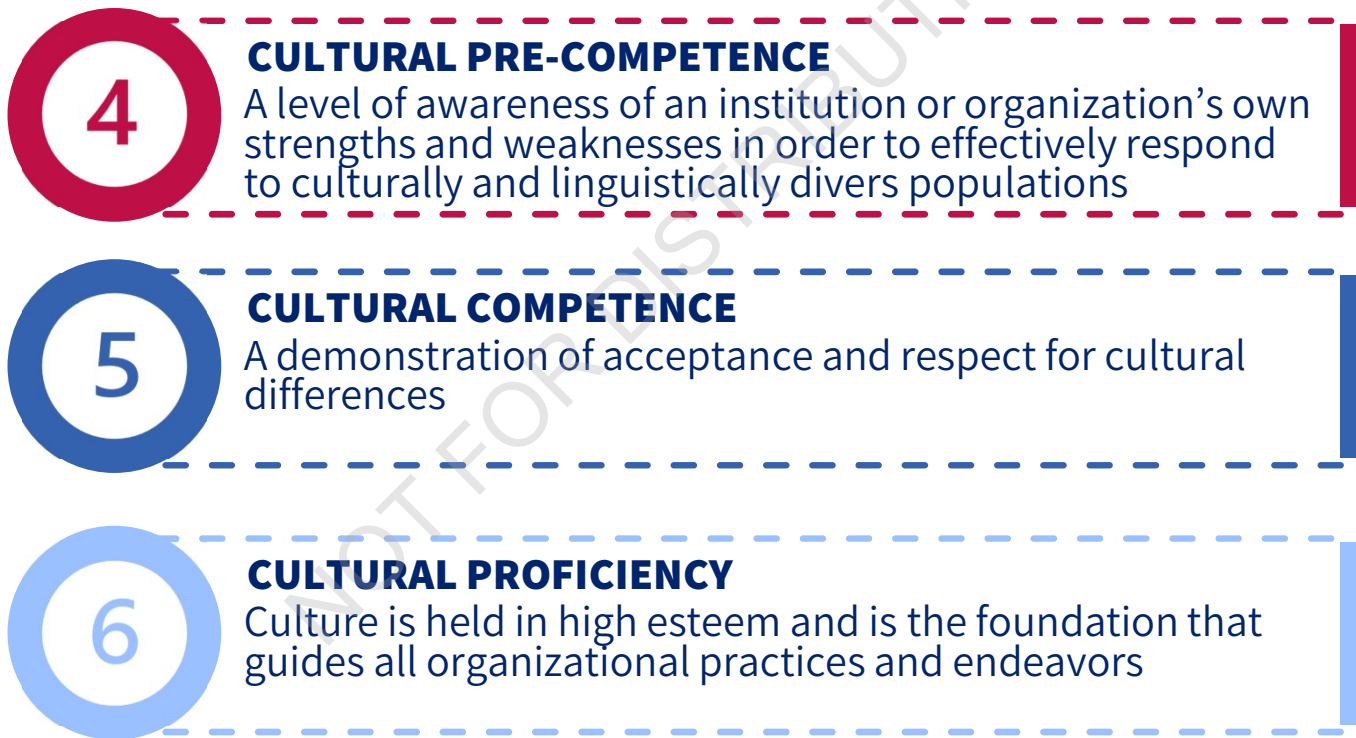 4
CULTURAL PRE-COMPETENCE
A level of awareness of an institution or organization’s own
strengths and weaknesses in order to effectively respond
to culturally and linguistically divers populations
5
CULTURAL COMPETENCE
A demonstration of acceptance and respect for cultural
differences
6
CULTURAL PROFICIENCY
Culture is held in high esteem and is the foundation that
guides all organizational practices and endeavors
NOT FOR DISTRIBUTI